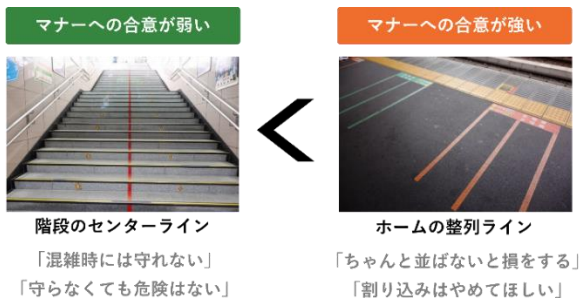 マナーへの合意が弱い
マナーへの合意が強い
<
階段のセンターライン
ホームの整列ライン
「混雑時には守れない」
「ちゃんと並ばないと損をする」
「守らなくても危険はない」
「割り込みはやめてほしい」